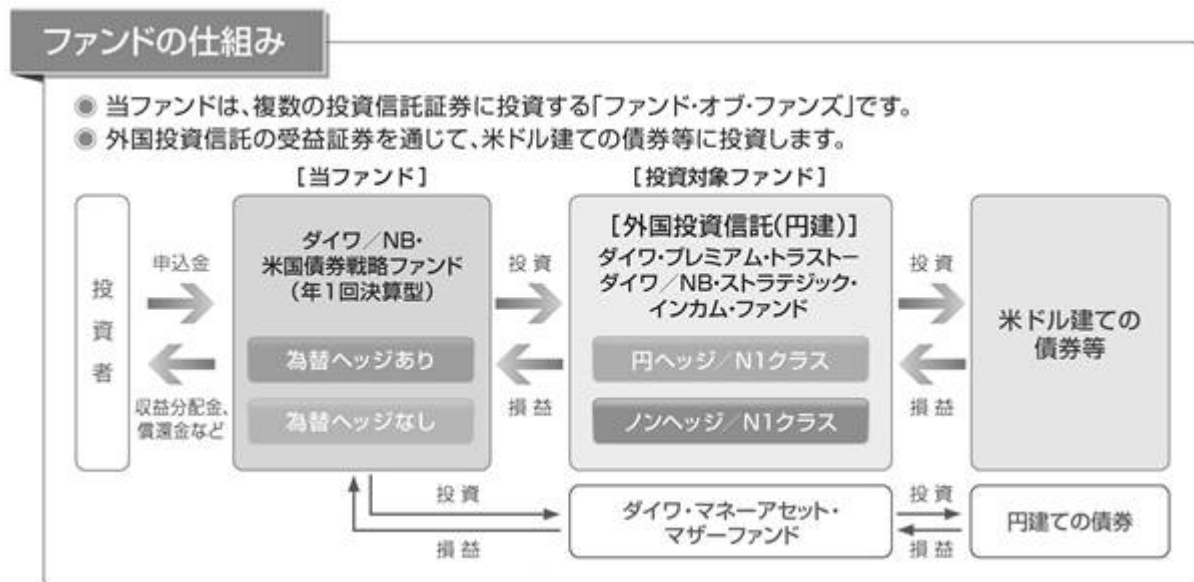 ファンドの仕組み
◉ 当ファンドは、複数の投資信託証券に投資する「ファンド・オブ・ファンズ」です。
◉ 外国投資信託の受益証券を通じて、米ドル建ての債券等に投資します。
[当ファンド]
[投資対象ファンド]
投資者
申込金
収益分配金、
償還金など
ダイワ/NB・
米国債券戦略ファンド
(年1回決算型)
為替ヘッジあり
為替ヘッジなし
投資
損益
[外国投資信託(円建)]
ダイワ・プレミアム・トラスト－
ダイワ/NB・ストラテジック・
インカム・ファンド
円ヘッジ/N1クラス
ノンヘッジ/N1クラス
投資
損益
米ドル建ての
債券等
投資
損益
ダイワ・マネーアセット・
マザーファンド
投資
損益
円建ての債券